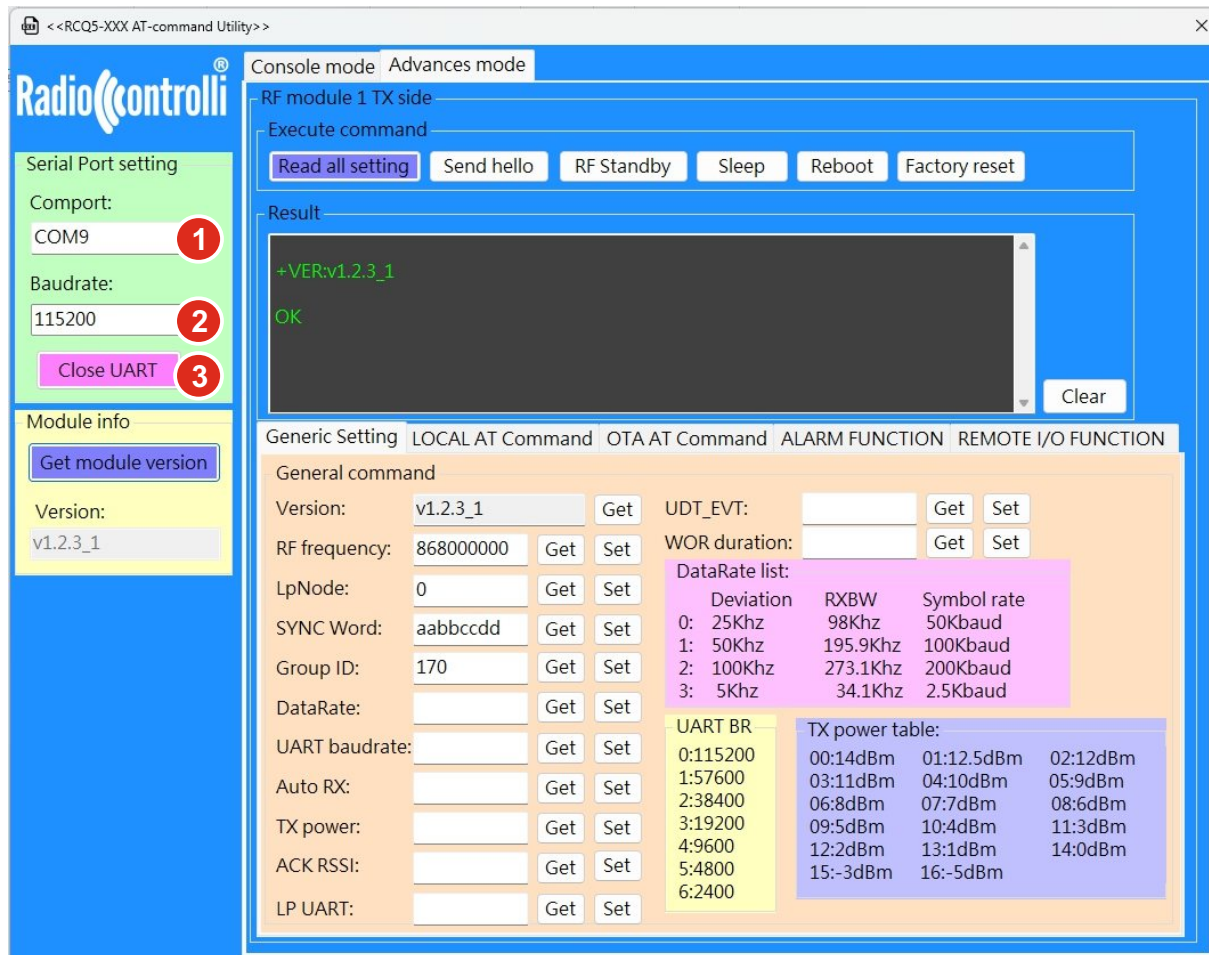 <<RCQ5-XXX AT-command Utility>>
Radiocontrolli®
Serial Port setting
Comport:
COM9
1
Baudrate:
115200
2
Close UART
3
Module info
Get module version
Version:
v1.2.3_1
Console mode Advances mode
RF module 1 TX side
Execute command
Read all setting Send hello RF Standby Sleep Reboot Factory reset
Result
+VER:v1.2.3_1
OK
Clear
Generic Setting LOCAL AT Command OTA AT Command ALARM FUNCTION REMOTE I/O FUNCTION
General command
Version: v1.2.3_1 Get
RF frequency: 868000000 Get Set
LpNode: 0 Get Set
SYNC Word: aabbccdd Get Set
Group ID: 170 Get Set
DataRate: Get Set
UART baudrate: Get Set
Auto RX: Get Set
TX power: Get Set
ACK RSSI: Get Set
LP UART: Get Set
UDT_EVT: Get Set
WOR duration: Get Set
DataRate list:
Deviation RXBW Symbol rate
0: 25Khz 98Khz 50Kbaud
1: 50Khz 195.9Khz 100Kbaud
2: 100Khz 273.1Khz 200Kbaud
3: 5Khz 34.1Khz 2.5Kbaud
UART BR
0:115200
1:57600
2:38400
3:19200
4:9600
5:4800
6:2400
TX power table:
00:14dBm 01:12.5dBm 02:12dBm
03:11dBm 04:10dBm 05:9dBm
06:8dBm 07:7dBm 08:6dBm
09:5dBm 10:4dBm 11:3dBm
12:2dBm 13:1dBm 14:0dBm
15:-3dBm 16:-5dBm